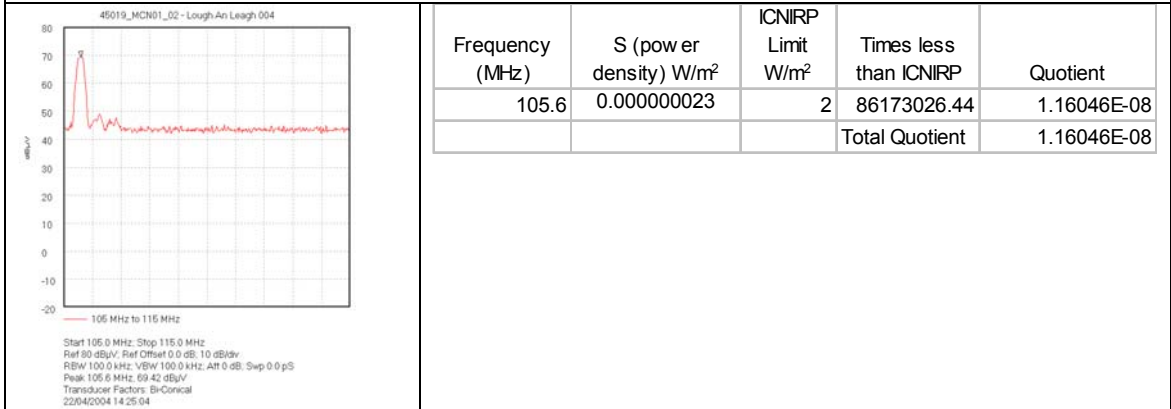 45019_MCN01_02 - Lough An Leagh 004
80
70
60
50
40
30
20
10
0
-10
-20
dBµV
105 MHz to 115 MHz
Start 105.0 MHz; Stop 115.0 MHz
Ref 80 dBµV; Ref Offset 0.0 dB; 10 dB/div
RBW 100.0 kHz; VBW 100.0 kHz; Att 0 dB; Swp 0.0 pS
Peak 105.6 MHz, 69.42 dBµV
Transducer Factors: Bi-Conical
22/04/2004 14:25:04
Frequency (MHz) S (power density) W/m² ICNIRP Limit W/m² Times less than ICNIRP Quotient
105.6 0.000000023 2 86173026.44 1.16046E-08
Total Quotient 1.16046E-08